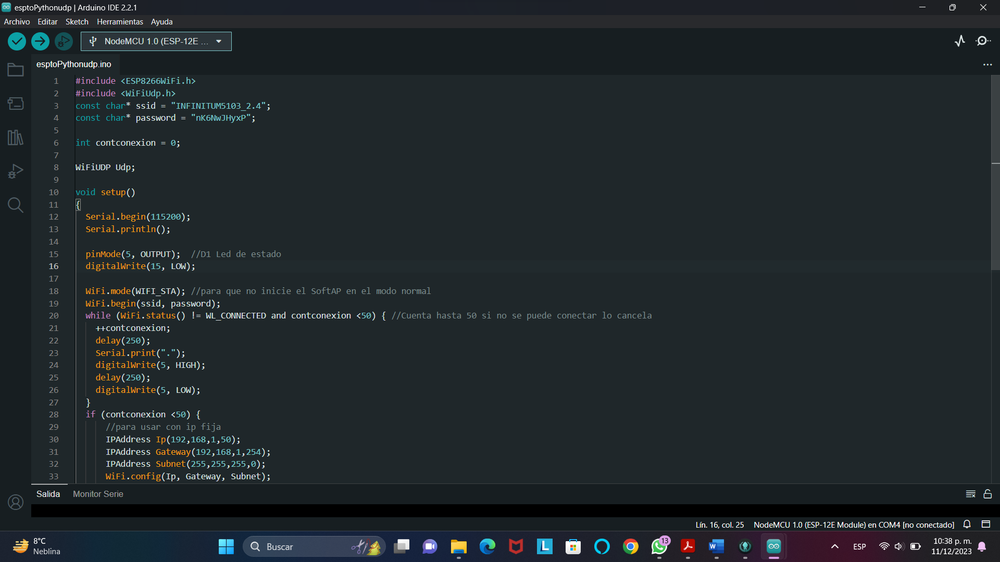 esptoPythonudp | Arduino IDE 2.2.1
Archivo Editar Sketch Herramientas Ayuda
NodeMCU 1.0 (ESP-12E ...
esptoPythonudp.ino
1 #include <ESP8266WiFi.h>
2 #include <WiFiUdp.h>
3 const char* ssid = "INFINITUM5103_2.4";
4 const char* password = "nK6NwJHyxP";
5
6 int contconexion = 0;
7
8 WiFiUDP Udp;
9
10 void setup()
11 {
12 Serial.begin(115200);
13 Serial.println();
14
15 pinMode(5, OUTPUT); //D1 Led de estado
16 digitalWrite(15, LOW);
17
18 WiFi.mode(WIFI_STA); //para que no inicie el SoftAP en el modo normal
19 WiFi.begin(ssid, password);
20 while (WiFi.status() != WL_CONNECTED and contconexion <50) { //Cuenta hasta 50 si no se puede conectar lo cancela
21 ++contconexion;
22 delay(250);
23 Serial.print(".");
24 digitalWrite(5, HIGH);
25 delay(250);
26 digitalWrite(5, LOW);
27 }
28 if (contconexion <50) {
29 //para usar con ip fija
30 IPAddress Ip(192,168,1,50);
31 IPAddress Gateway(192,168,1,254);
32 IPAddress Subnet(255,255,255,0);
33 WiFi.config(Ip, Gateway, Subnet);
Salida Monitor Serie
Lín. 16, col. 25 NodeMCU 1.0 (ESP-12E Module) en COM4 [no conectado]
8°C
Neblina
Buscar
L
13
W
ESP
10:38 p. m.
11/12/2023